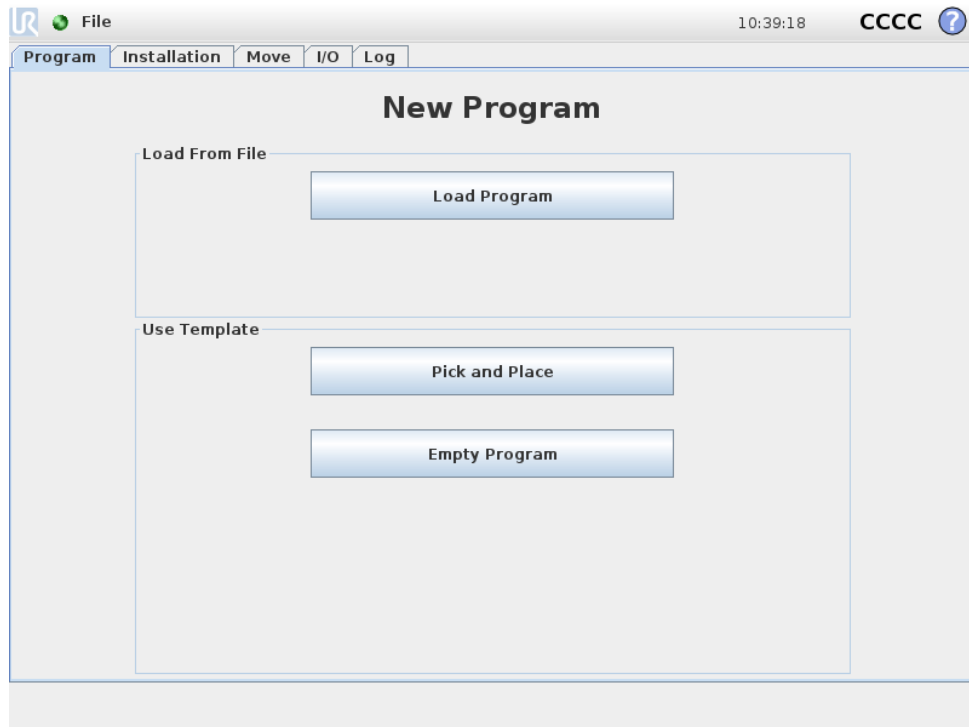 UR File 10:39:18 CCCC ?
Program Installation Move I/O Log
New Program
Load From File
Load Program
Use Template
Pick and Place
Empty Program